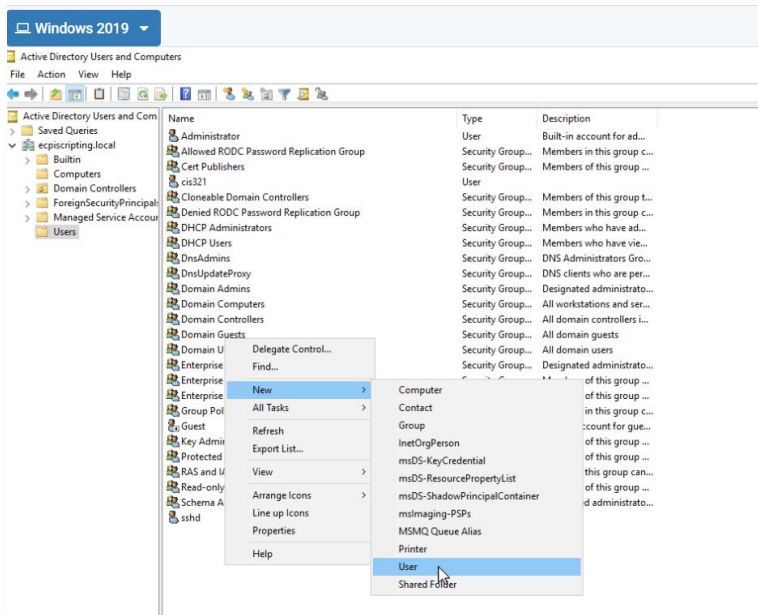 Windows 2019
Active Directory Users and Computers
File Action View Help
Active Directory Users and Com
Saved Queries
ecpiscripting.local
Builtin
Computers
Domain Controllers
ForeignSecurityPrincipals
Managed Service Accour
Users
Name Type Description
Administrator User Built-in account for ad...
Allowed RODC Password Replication Group Security Group... Members in this group c...
Cert Publishers Security Group... Members of this group ...
cis321 User
Cloneable Domain Controllers Security Group... Members of this group t...
Denied RODC Password Replication Group Security Group... Members in this group c...
DHCP Administrators Security Group... Members who have ad...
DHCP Users Security Group... Members who have vie...
DnsAdmins Security Group... DNS Administrators Gro...
DnsUpdateProxy Security Group... DNS clients who are per...
Domain Admins Security Group... Designated administrato...
Domain Computers Security Group... All workstations and ser...
Domain Controllers Security Group... All domain controllers i...
Domain Guests Security Group... All domain guests
Domain U Security Group... All domain users
Enterprise Security Group... Designated administrato...
Enterprise of this group ...
Enterprise of this group ...
Group Pol in this group c...
Guest ccount for gue...
Key Admir of this group ...
Protected of this group ...
RAS and IA this group can...
Read-only of this group ...
Schema A d administrato...
sshd
Delegate Control...
Find...
New
All Tasks
Refresh
Export List...
View
Arrange Icons
Line up Icons
Properties
Help
Computer
Contact
Group
InetOrgPerson
msDS-KeyCredential
msDS-ResourcePropertyList
msDS-ShadowPrincipalContainer
msImaging-PSPs
MSMQ Queue Alias
Printer
User
Shared Folder